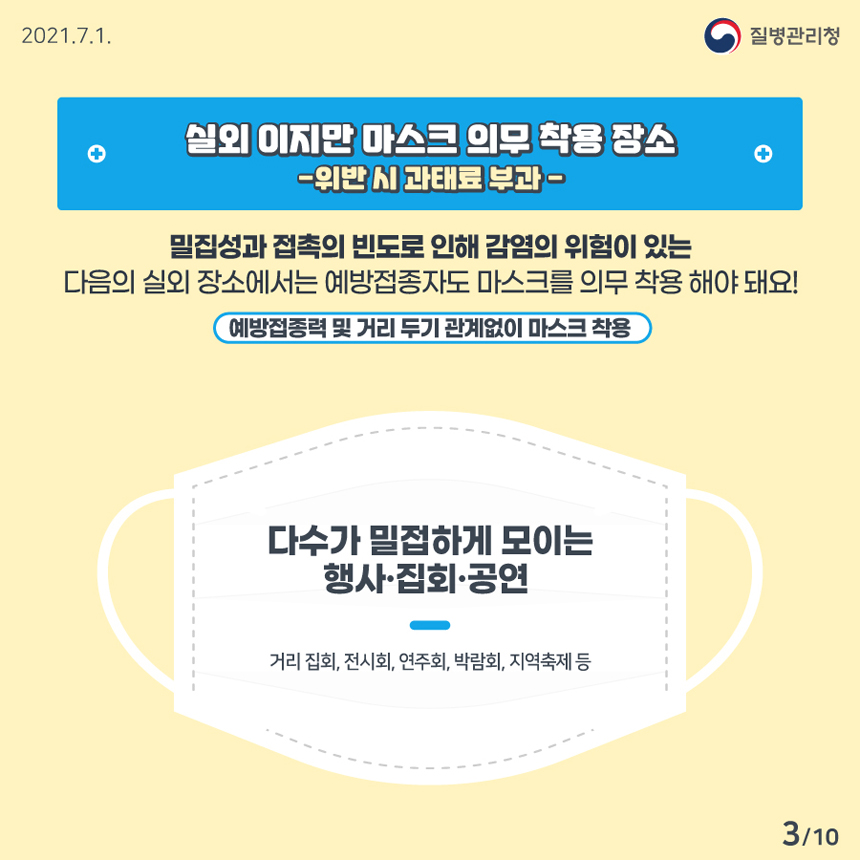 2021.7.1.
질병관리청
실외 이지만 마스크 의무 착용 장소
-위반 시 과태료 부과-
밀집성과 접촉의 빈도로 인해 감염의 위험이 있는
다음의 실외 장소에서는 예방접종자도 마스크를 의무 착용 해야 돼요!
예방접종력 및 거리 두기 관계없이 마스크 착용
다수가 밀접하게 모이는
행사·집회·공연
거리 집회, 전시회, 연주회, 박람회, 지역축제 등
3/10